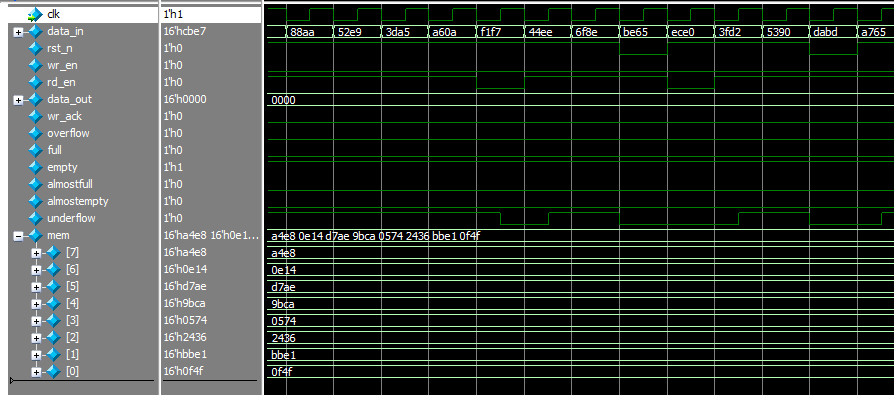 clk 1'h1
data_in 16'hcbe7 88aa 52e9 3da5 a60a f1f7 44ee 6f8e be65 ece0 3fd2 5390 dabd a765
rst_n 1'h0
wr_en 1'h0
rd_en 1'h0
data_out 16'h0000 0000
wr_ack 1'h0
overflow 1'h0
full 1'h0
empty 1'h1
almostfull 1'h0
almostempty 1'h0
underflow 1'h0
mem 16'ha4e8 16'h0e1... a4e8 0e14 d7ae 9bca 0574 2436 bbe1 0f4f
[7] 16'ha4e8 a4e8
[6] 16'h0e14 0e14
[5] 16'hd7ae d7ae
[4] 16'h9bca 9bca
[3] 16'h0574 0574
[2] 16'h2436 2436
[1] 16'hbbe1 bbe1
[0] 16'h0f4f 0f4f